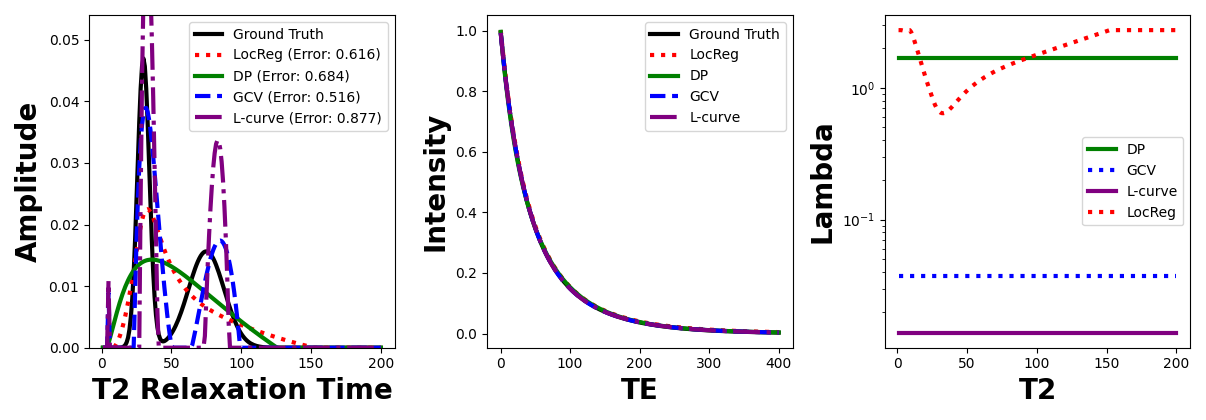 Amplitude
0.05
0.04
0.03
0.02
0.01
0.00
0
50
100
150
200
T2 Relaxation Time
Ground Truth
LocReg (Error: 0.616)
DP (Error: 0.684)
GCV (Error: 0.516)
L-curve (Error: 0.877)
Intensity
1.0
0.8
0.6
0.4
0.2
0.0
0
100
200
300
400
TE
Ground Truth
LocReg
DP
GCV
L-curve
Lambda
10⁰
10⁻¹
0
50
100
150
200
T2
DP
GCV
L-curve
LocReg